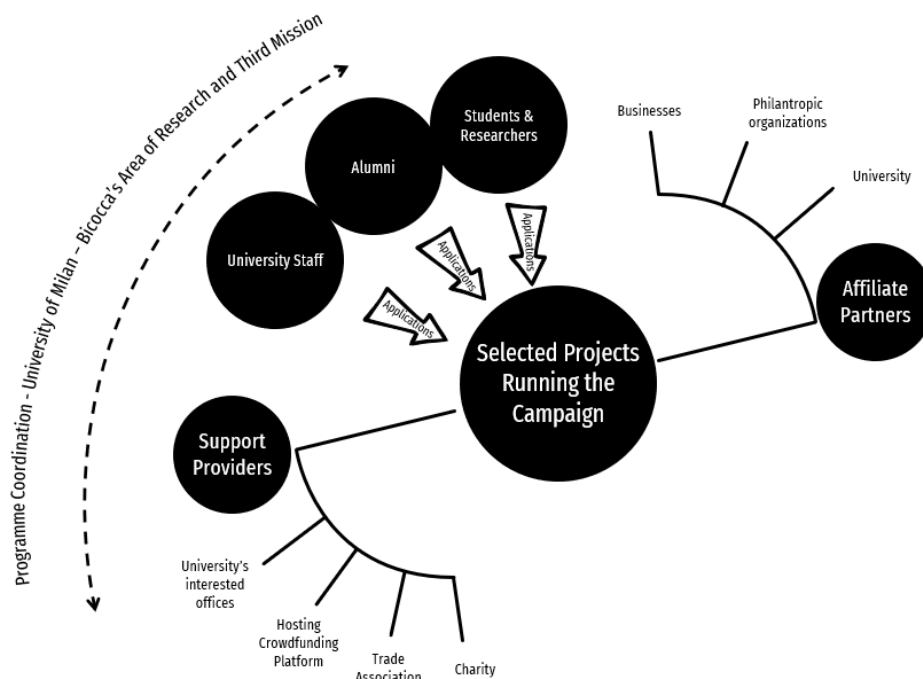 Programme Coordination - University of Milan - Bicocca's Area of Research and Third Mission
Students &
Researchers
Alumni
University Staff
Applications
Applications
Applications
Businesses
Philantropic
organizations
University
Affiliate
Partners
Selected Projects
Running the
Campaign
Support
Providers
University's
interested
offices
Hosting
Crowdfunding
Platform
Trade
Association
Charity